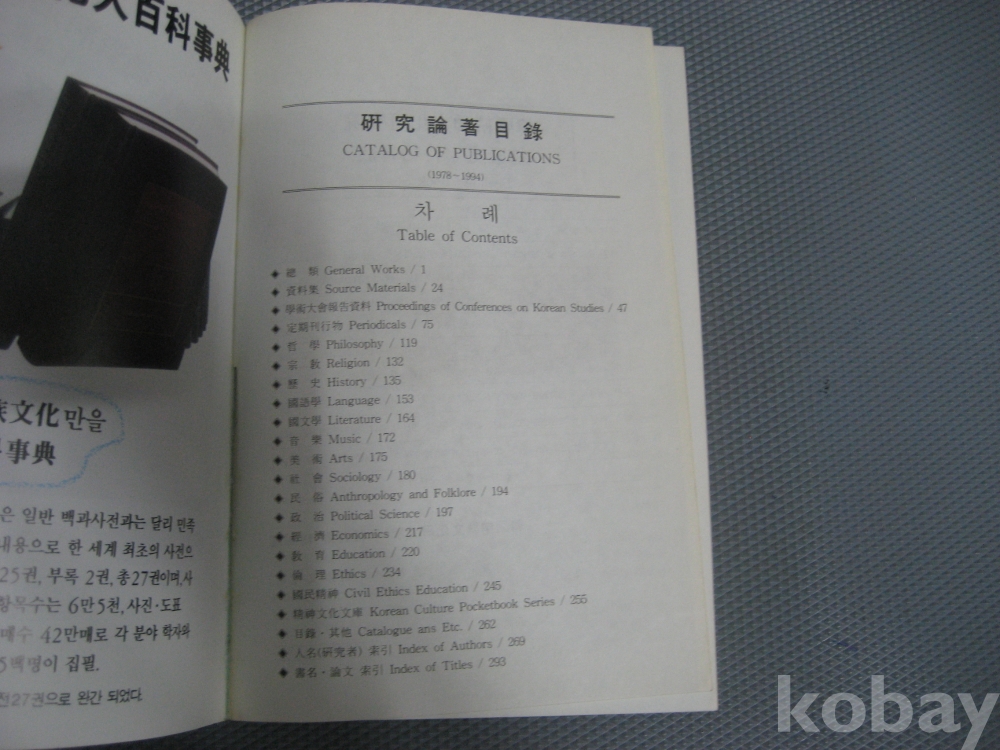 大百科事典
族文化만을
事典
은 일반 백과사전과는 달리 민족
내용으로 한 세계 최초의 사전으
25권, 부록 2권, 총27권이며, 사
항목수는 6만 5천, 사진·도표
매수 42만매로 각 분야 학자와
5백명이 집필.
전27권으로 완간 되었다.
硏究論著目錄
CATALOG OF PUBLICATIONS
(1978~1994)
차 례
Table of Contents
◆ 總 類 General Works / 1
◆ 資料集 Source Materials / 24
◆ 學術大會報告資料 Proceedings of Conferences on Korean Studies / 47
◆ 定期刊行物 Periodicals / 75
◆ 哲 學 Philosophy / 119
◆ 宗 敎 Religion / 132
◆ 歷 史 History / 135
◆ 國語學 Language / 153
◆ 國文學 Literature / 164
◆ 音 樂 Music / 172
◆ 美 術 Arts / 175
◆ 社 會 Sociology / 180
◆ 民 俗 Anthropology and Folklore / 194
◆ 政 治 Political Science / 197
◆ 經 濟 Economics / 217
◆ 敎 育 Education / 220
◆ 倫 理 Ethics / 234
◆ 國民精神 Civil Ethics Education / 245
◆ 精神文化文庫 Korean Culture Pocketbook Series / 255
◆ 目錄·其他 Catalogue ans Etc. / 262
◆ 人名(硏究者) 索引 Index of Authors / 269
◆ 書名·論文 索引 Index of Titles / 293
kobay